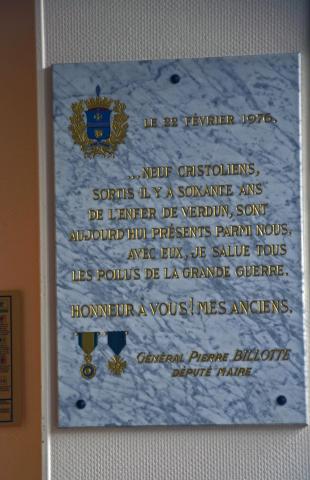 LE 22 FÉVRIER 1976.
...NEUF CRISTOLIENS,
SORTIS IL Y A SOIXANTE ANS
DE L'ENFER DE VERDUN, SONT
AUJOURD'HUI PRÉSENTS PARMI NOUS,
AVEC EUX, JE SALUE TOUS
LES POILUS DE LA GRANDE GUERRE.
HONNEUR A VOUS! MES ANCIENS.
GÉNÉRAL PIERRE BILLOTTE
DÉPUTÉ MAIRE